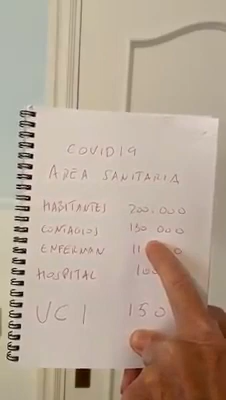 COVID19
AREA SANITARIA
HABITANTES 200.000
CONTAGIOS 130.000
ENFERMAN
HOSPITAL
UCI 150